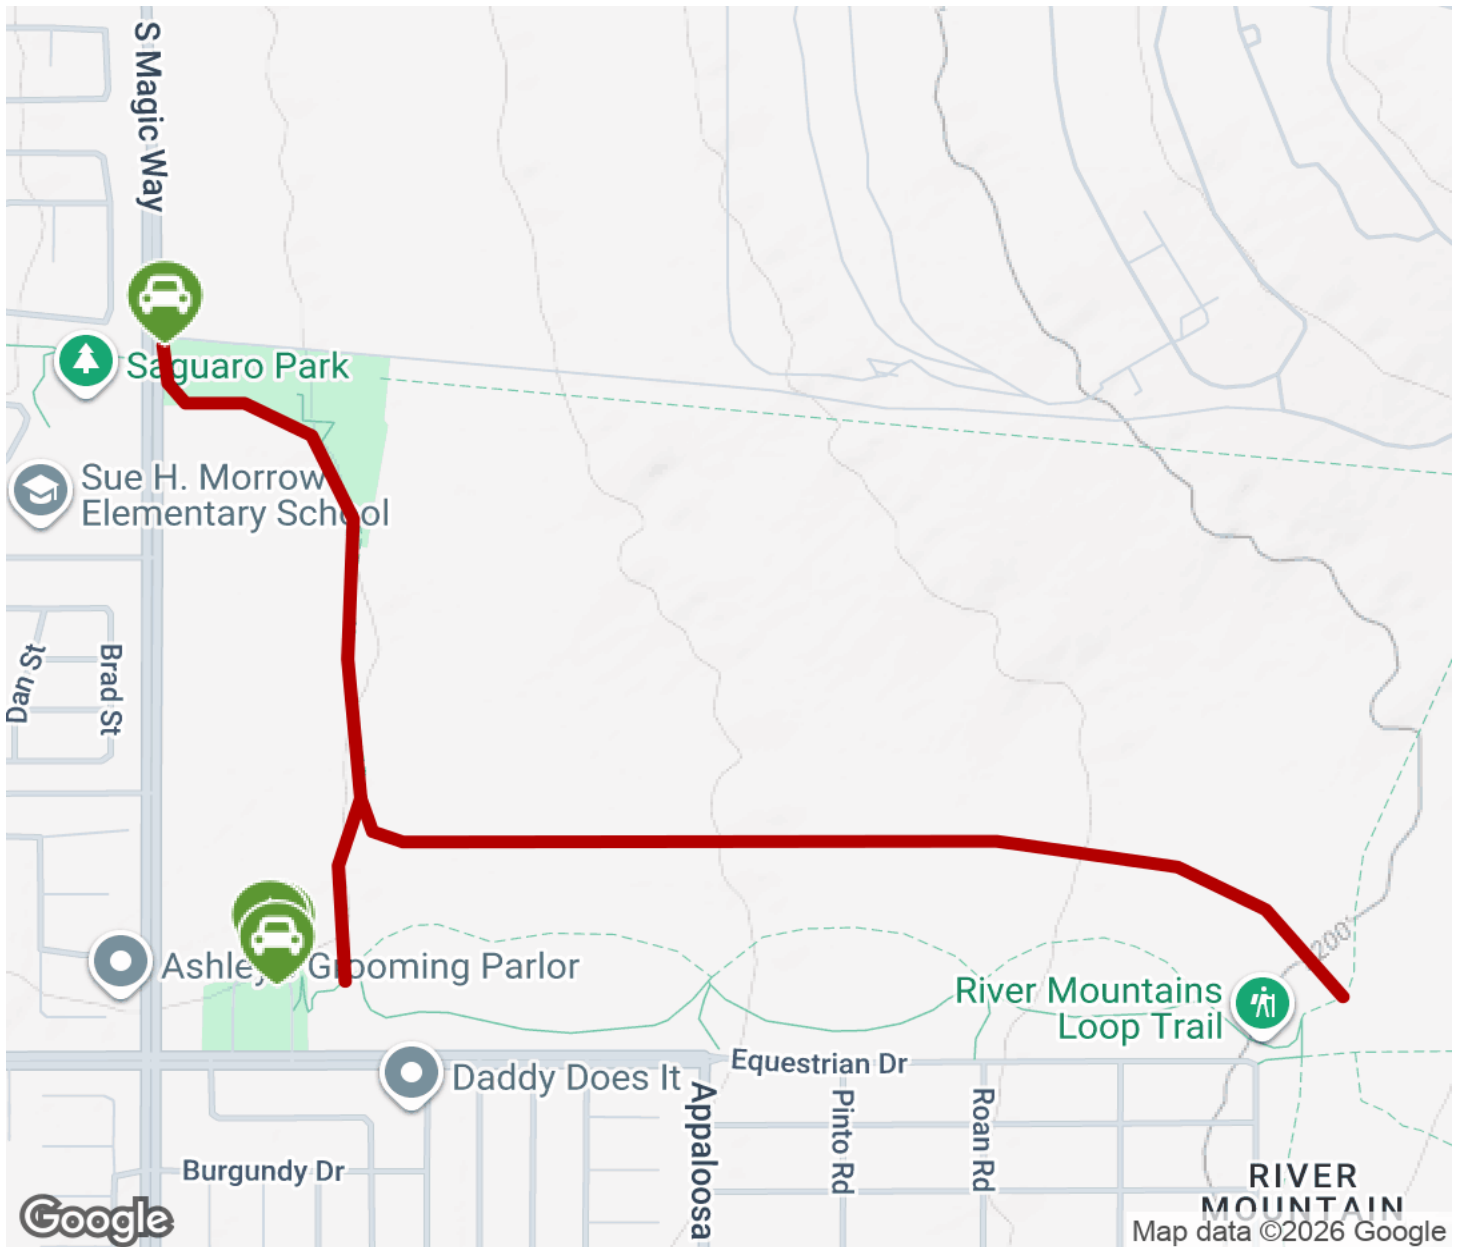 S Magic Way
Saguaro Park
Sue H. Morrow
Elementary School
Dan St
Brad St
Ashley's Grooming Parlor
200'
River Mountains
Loop Trail
Equestrian Dr
Daddy Does It
Appaloosa
Pinto Rd
Roan Rd
Burgundy Dr
RIVER
MOUNTAIN
Google
Map data ©2026 Google